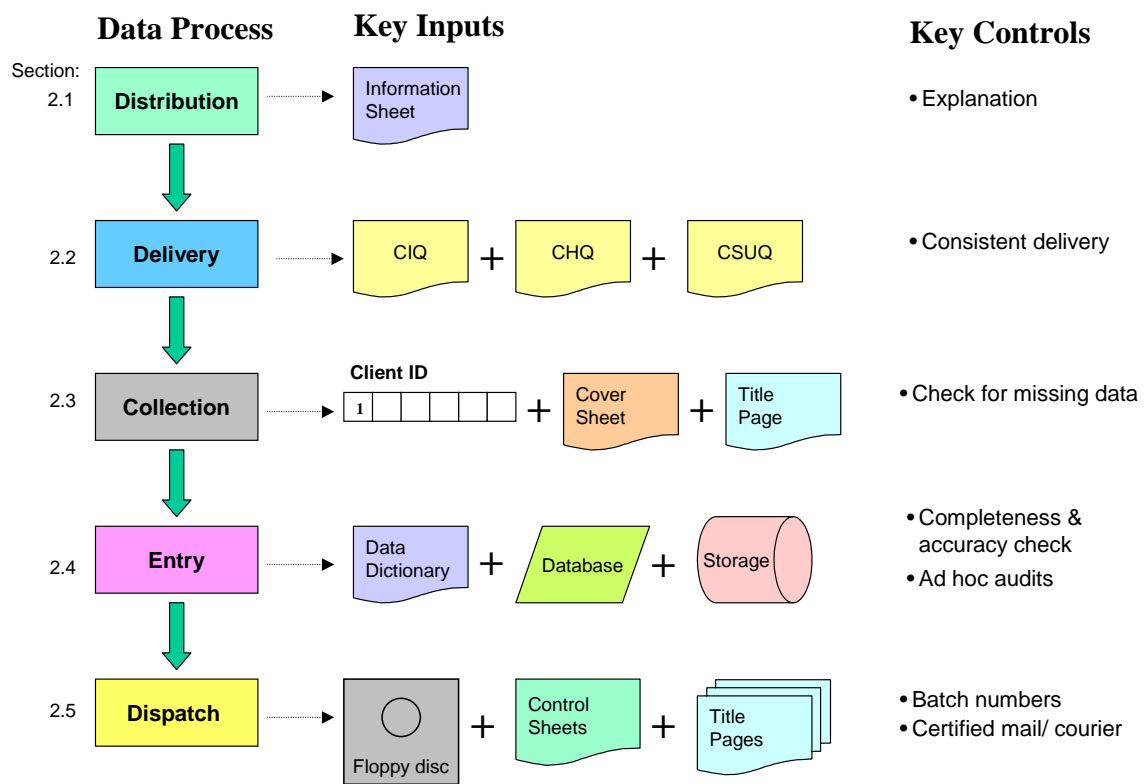 Data Process
Key Inputs
Key Controls
Section:
2.1
Distribution
Information
Sheet
• Explanation
2.2
Delivery
CIQ
+
CHQ
+
CSUQ
• Consistent delivery
2.3
Collection
Client ID
1
+
Cover
Sheet
+
Title
Page
• Check for missing data
2.4
Entry
Data
Dictionary
+
Database
+
Storage
• Completeness &
accuracy check
• Ad hoc audits
2.5
Dispatch
Floppy disc
+
Control
Sheets
+
Title
Pages
• Batch numbers
• Certified mail/ courier